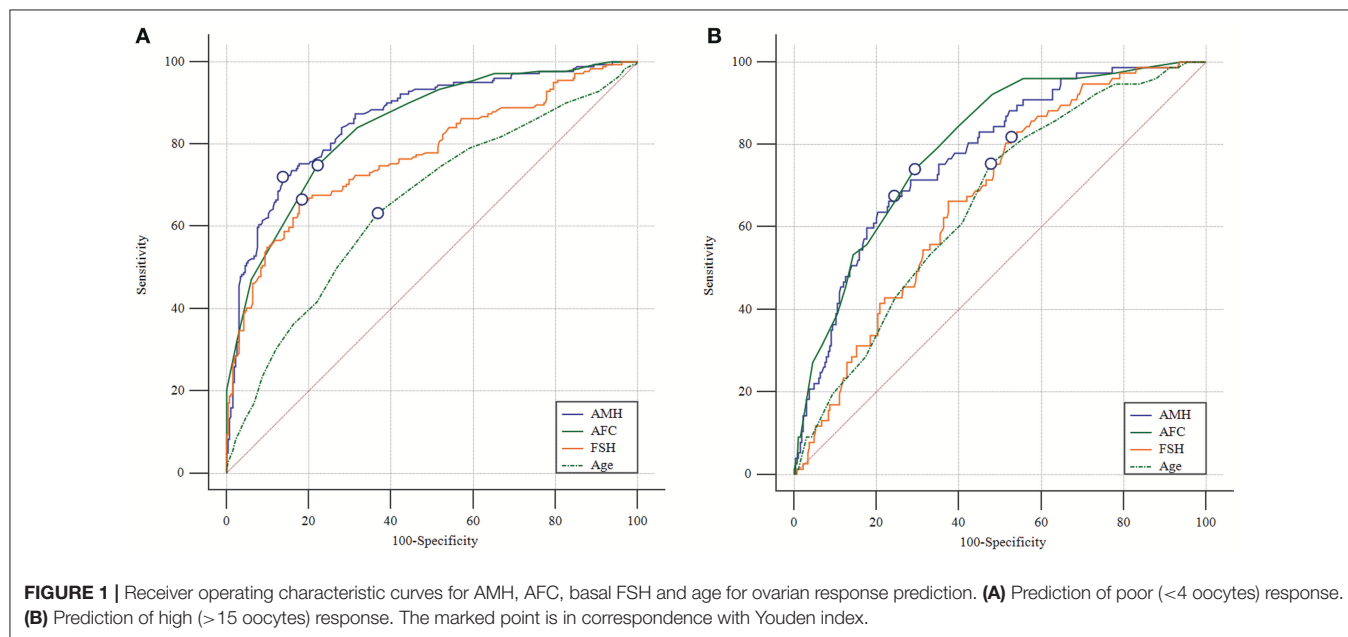 A
100
80
60
40
20
0
Sensitivity
0 20 40 60 80 100
100-Specificity
AMH
AFC
FSH
Age
B
100
80
60
40
20
0
Sensitivity
0 20 40 60 80 100
100-Specificity
AMH
AFC
FSH
Age
FIGURE 1 | Receiver operating characteristic curves for AMH, AFC, basal FSH and age for ovarian response prediction. (A) Prediction of poor (<4 oocytes) response.
(B) Prediction of high (>15 oocytes) response. The marked point is in correspondence with Youden index.